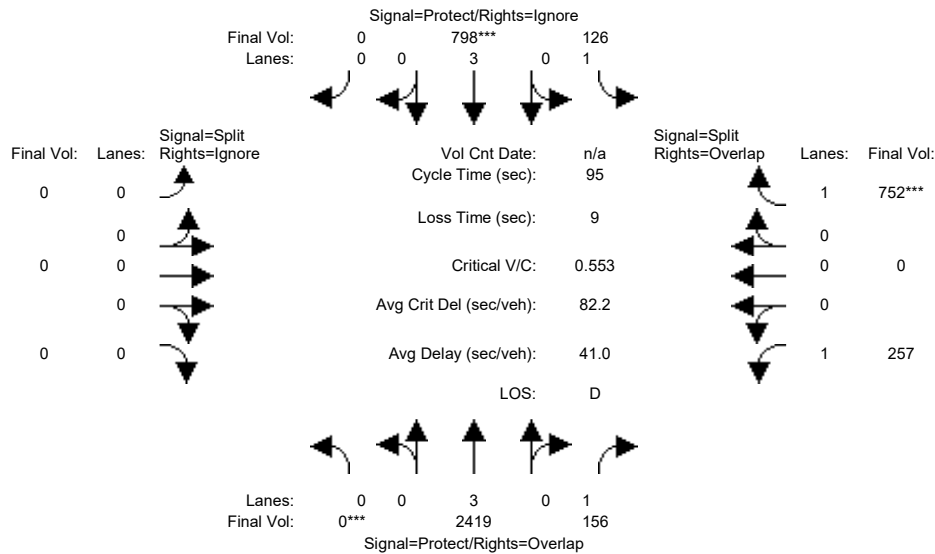 Signal=Protect/Rights=Ignore
Final Vol: 0 798*** 126
Lanes: 0 0 3 0 1
Signal=Split
Final Vol: Lanes: Rights=Ignore
Vol Cnt Date: n/a
Signal=Split
Rights=Overlap Lanes: Final Vol:
Cycle Time (sec): 95
0 0
1 752***
Loss Time (sec): 9
0
0
0 0
Critical V/C: 0.553
0 0
0
Avg Crit Del (sec/veh): 82.2
0
0 0
Avg Delay (sec/veh): 41.0
1 257
LOS: D
Lanes: 0 0 3 0 1
Final Vol: 0*** 2419 156
Signal=Protect/Rights=Overlap